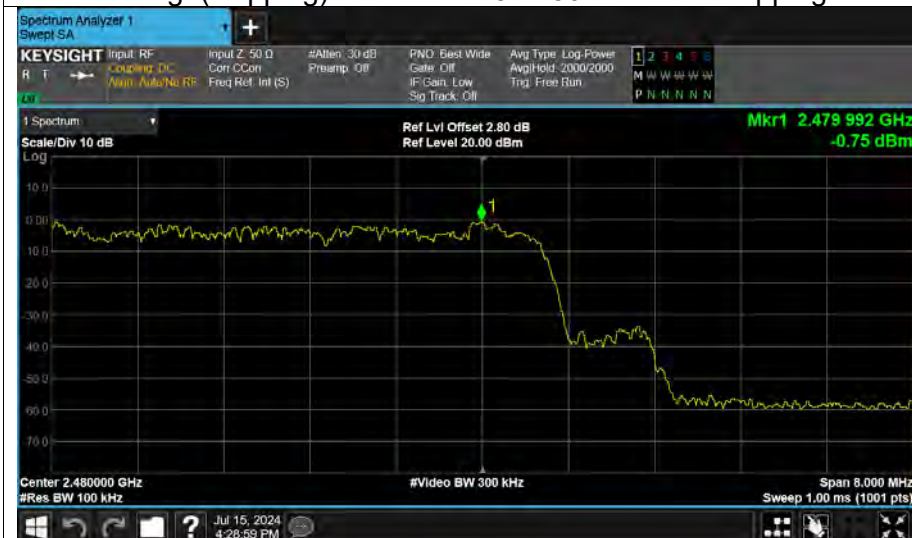 Spectrum Analyzer 1
Swept SA
+
KEYSIGHT
R T
Input: RF
Coupling: DC
Align: Auto/No RF
Input Z: 50 Ω
Corr CCorr
Freq Ref: Int (S)
#Atten: 30 dB
Preamp: Off
PNO: Best Wide
Gate: Off
IF Gain: Low
Sig Track: Off
Avg Type: Log-Power
Avg|Hold: 2000/2000
Trig: Free Run
1 2 3 4 5 6
M W W W W W
P N N N N N
1 Spectrum
Scale/Div 10 dB
Log
Ref Lvl Offset 2.80 dB
Ref Level 20.00 dBm
Mkr1 2.479 992 GHz
-0.75 dBm
10.0
0.00
-10.0
-20.0
-30.0
-40.0
-50.0
-60.0
-70.0
1
Center 2.480000 GHz
#Res BW 100 kHz
#Video BW 300 kHz
Span 8.000 MHz
Sweep 1.00 ms (1001 pts)
?
Jul 15, 2024
4:28:59 PM